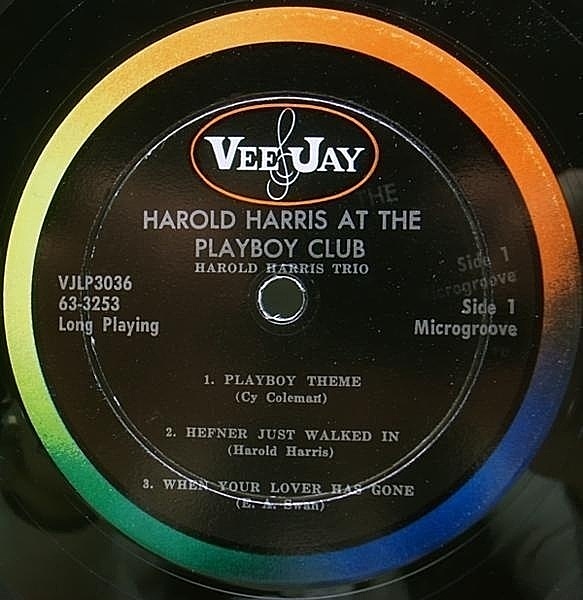 VEE JAY
HAROLD HARRIS AT THE
PLAYBOY CLUB
HAROLD HARRIS TRIO
VJLP3036
63-3253
Long Playing
THE
Side 1
Microgroove
Side 1
Microgroove
1. PLAYBOY THEME
(Cy Coleman)
2. HEFNER JUST WALKED IN
(Harold Harris)
3. WHEN YOUR LOVER HAS GONE
(E. A. Swan)